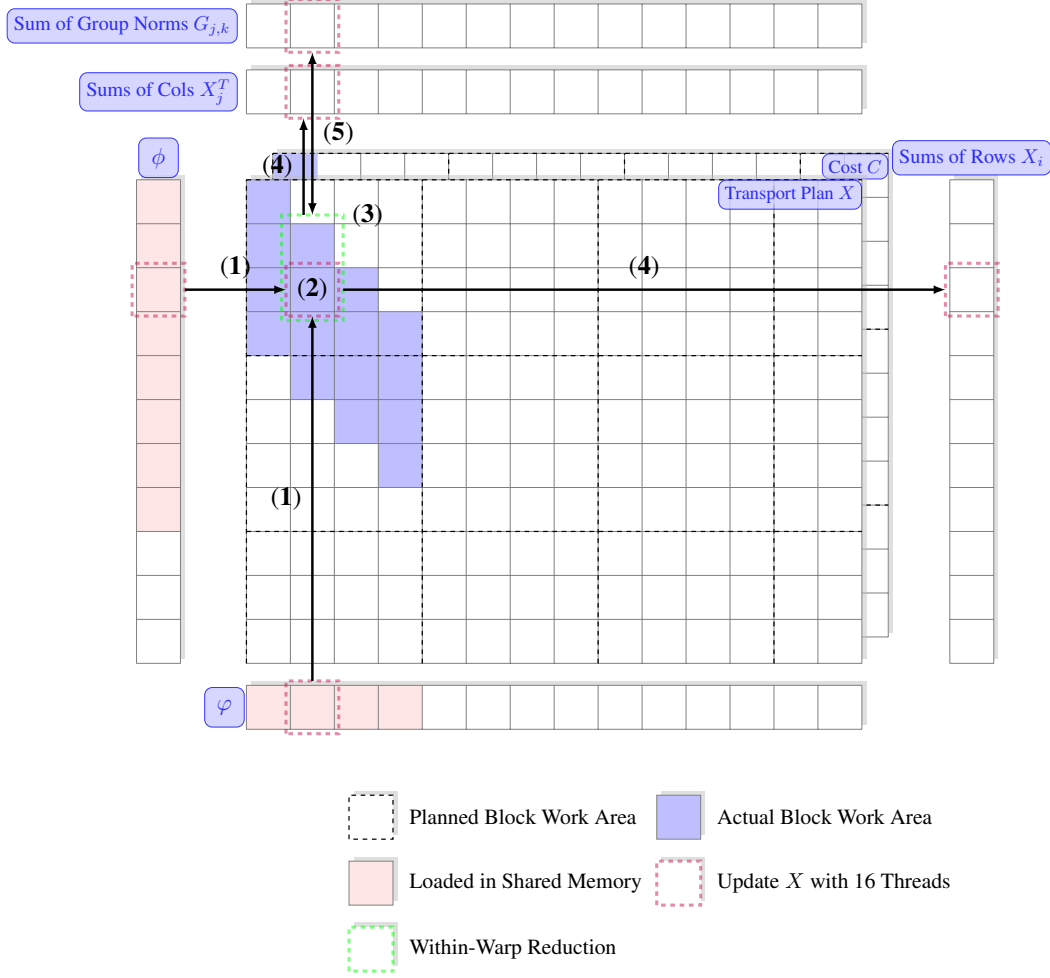 Sum of Group Norms $G_{j,k}$
Sums of Cols $X_j^T$
(5)
$\phi$
(4)
Cost $C$
Sums of Rows $X_i$
Transport Plan $X$
(3)
(1)
(2)
(4)
(1)
$\varphi$
Planned Block Work Area
Actual Block Work Area
Loaded in Shared Memory
Update $X$ with 16 Threads
Within-Warp Reduction